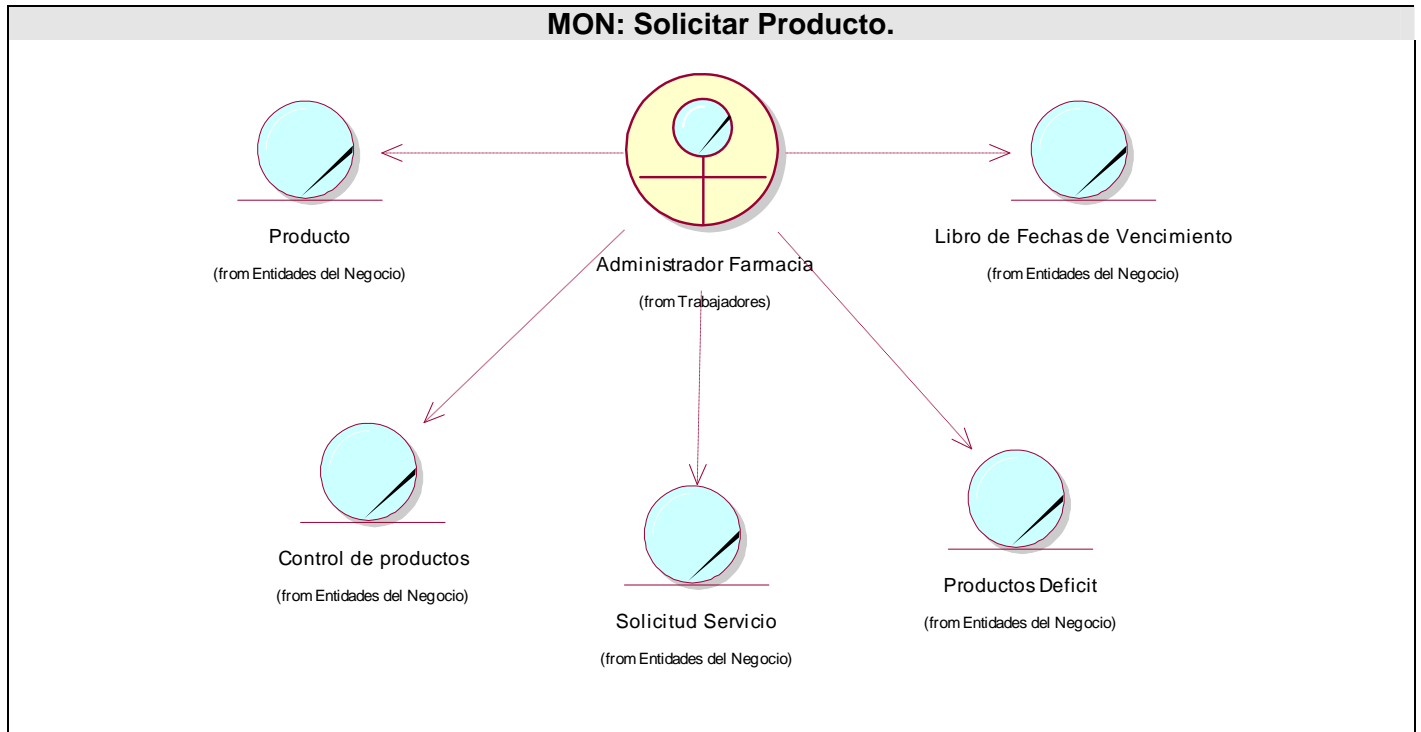 MON: Solicitar Producto.
Producto
(from Entidades del Negocio)
Administrador Farmacia
(from Trabajadores)
Libro de Fechas de Vencimiento
(from Entidades del Negocio)
Control de productos
(from Entidades del Negocio)
Solicitud Servicio
(from Entidades del Negocio)
Productos Deficit
(from Entidades del Negocio)